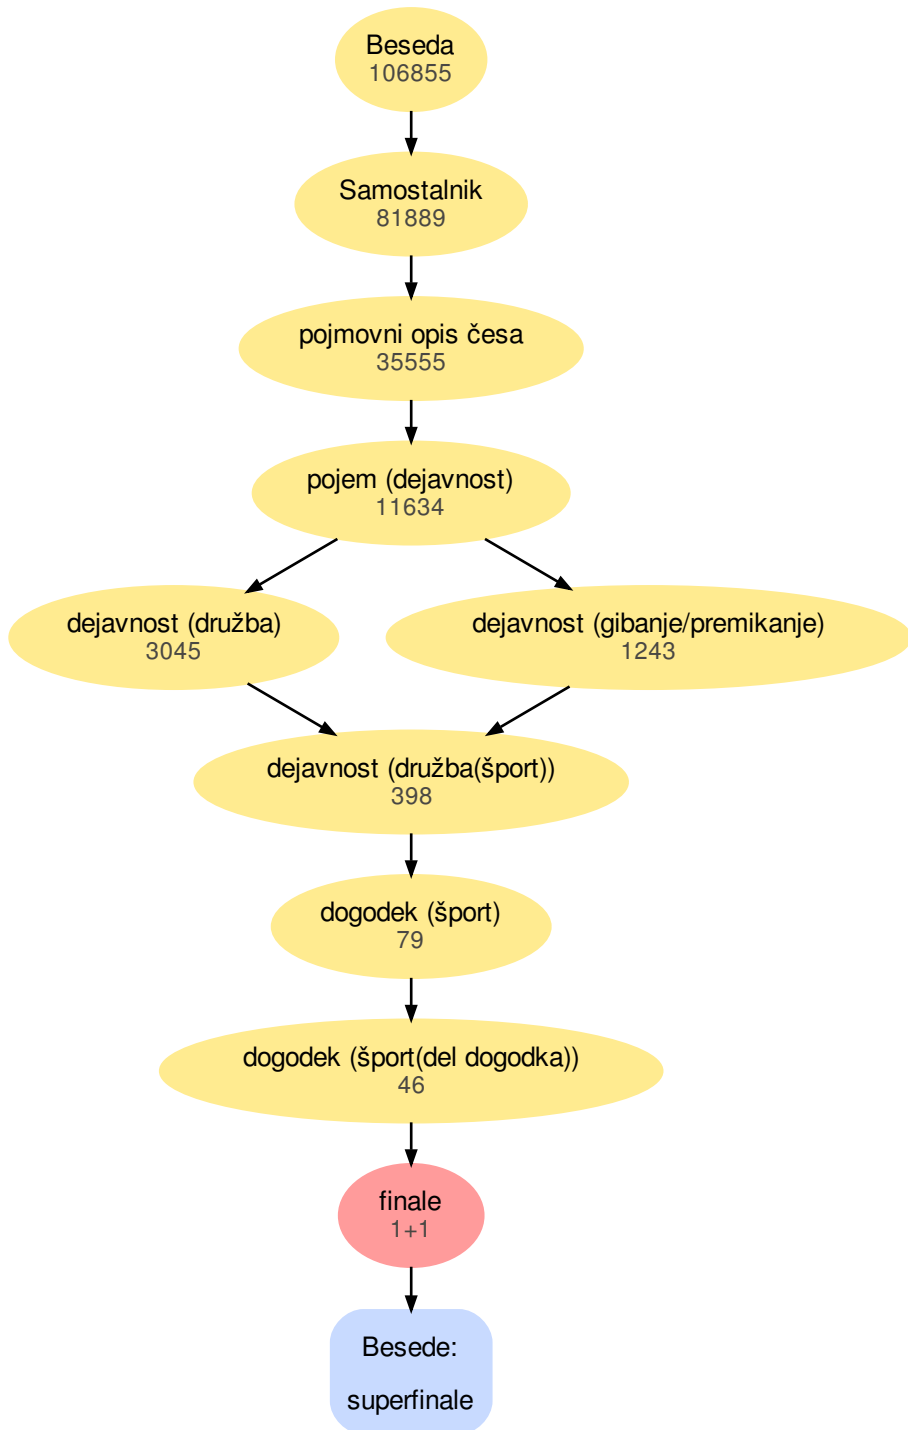 Beseda
106855
Samostalnik
81889
pojmovni opis česa
35555
pojem (dejavnost)
11634
dejavnost (družba)
3045
dejavnost (gibanje/premikanje)
1243
dejavnost (družba(šport))
398
dogodek (šport)
79
dogodek (šport(del dogodka))
46
finale
1+1
Besede:
superfinale